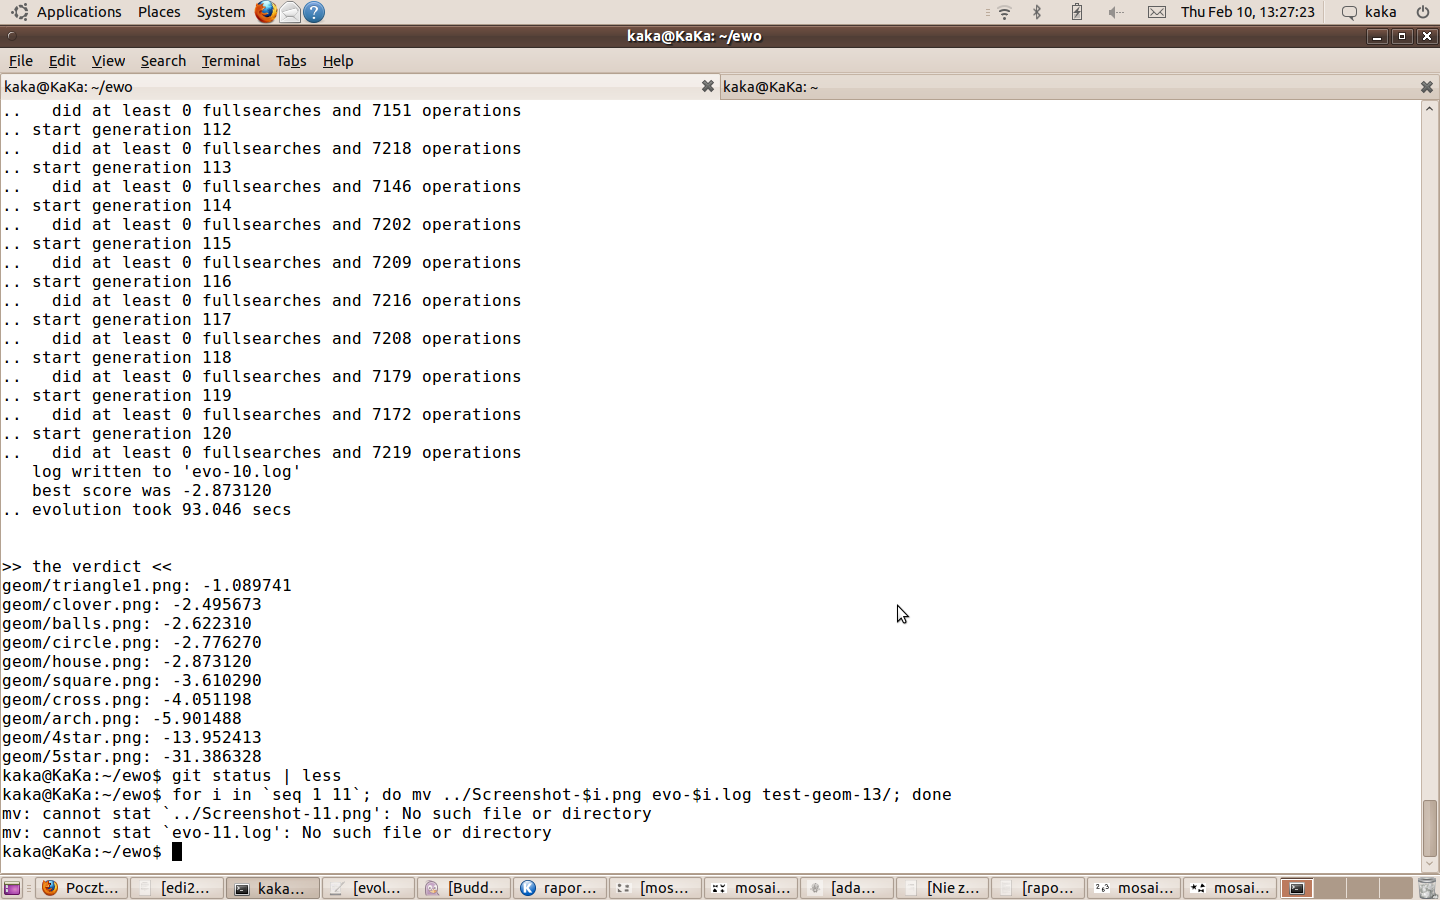 Applications Places System Thu Feb 10, 13:27:23 kaka
kaka@KaKa: ~/ewo
File Edit View Search Terminal Tabs Help
kaka@KaKa: ~/ewo kaka@KaKa: ~
..   did at least 0 fullsearches and 7151 operations
.. start generation 112
..   did at least 0 fullsearches and 7218 operations
.. start generation 113
..   did at least 0 fullsearches and 7146 operations
.. start generation 114
..   did at least 0 fullsearches and 7202 operations
.. start generation 115
..   did at least 0 fullsearches and 7209 operations
.. start generation 116
..   did at least 0 fullsearches and 7216 operations
.. start generation 117
..   did at least 0 fullsearches and 7208 operations
.. start generation 118
..   did at least 0 fullsearches and 7179 operations
.. start generation 119
..   did at least 0 fullsearches and 7172 operations
.. start generation 120
..   did at least 0 fullsearches and 7219 operations
   log written to 'evo-10.log'
   best score was -2.873120
.. evolution took 93.046 secs
>> the verdict <<
geom/triangle1.png: -1.089741
geom/clover.png: -2.495673
geom/balls.png: -2.622310
geom/circle.png: -2.776270
geom/house.png: -2.873120
geom/square.png: -3.610290
geom/cross.png: -4.051198
geom/arch.png: -5.901488
geom/4star.png: -13.952413
geom/5star.png: -31.386328
kaka@KaKa:~/ewo$ git status | less
kaka@KaKa:~/ewo$ for i in `seq 1 11`; do mv ../Screenshot-$i.png evo-$i.log test-geom-13/; done
mv: cannot stat `../Screenshot-11.png': No such file or directory
mv: cannot stat `evo-11.log': No such file or directory
kaka@KaKa:~/ewo$
Poczt... [edi2... kaka... [evol... [Budd... rapor... [mos... mosai... [ada... [Nie z... [rapo... mosai... mosai...